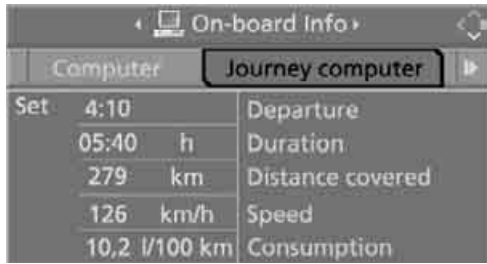 On-board Info
Computer Journey computer
Set 4:10 Departure
05:40 h Duration
279 km Distance covered
126 km/h Speed
10,2 l/100 km Consumption